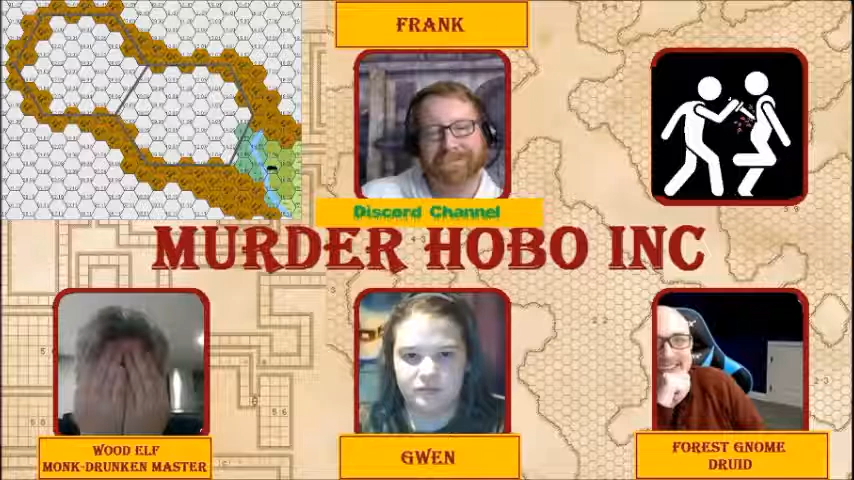 FRANK
Discord Channel
MURDER HOBO INC
WOOD ELF
MONK-DRUNKEN MASTER
GWEN
FOREST GNOME
DRUID